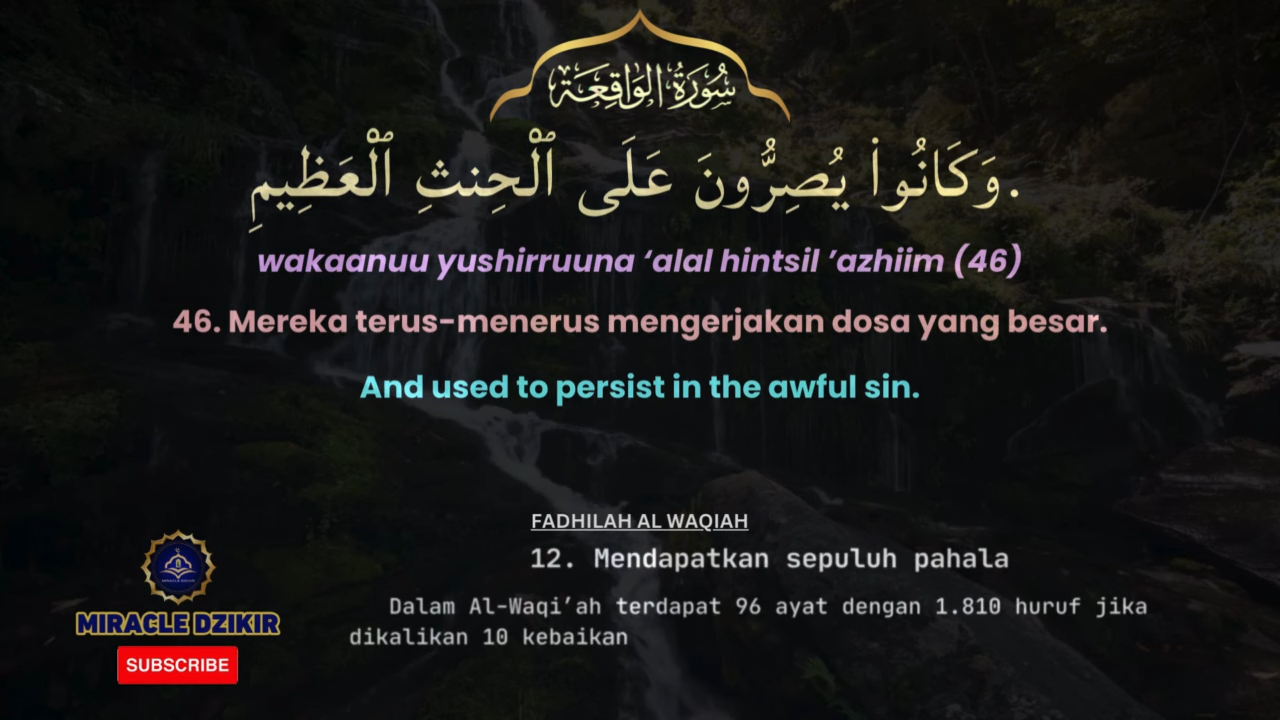 سُورَةُ الوَاقِعَة
وَكَانُوا۟ يُصِرُّونَ عَلَى ٱلْحِنثِ ٱلْعَظِيمِ.
wakaanuu yushirruuna ‘alal hintsil ’azhiim (46)
46. Mereka terus-menerus mengerjakan dosa yang besar.
And used to persist in the awful sin.
FADHILAH AL WAQIAH
12. Mendapatkan sepuluh pahala
Dalam Al-Waqi’ah terdapat 96 ayat dengan 1.810 huruf jika
dikalikan 10 kebaikan
MIRACLE DZIKIR
MIRACLE DZIKIR
SUBSCRIBE